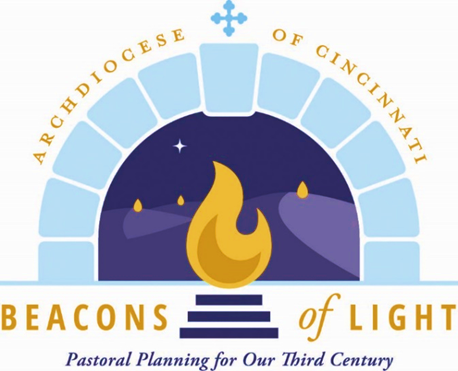 ARCHDIOCESE OF CINCINNATI
BEACONS of LIGHT
Pastoral Planning for Our Third Century